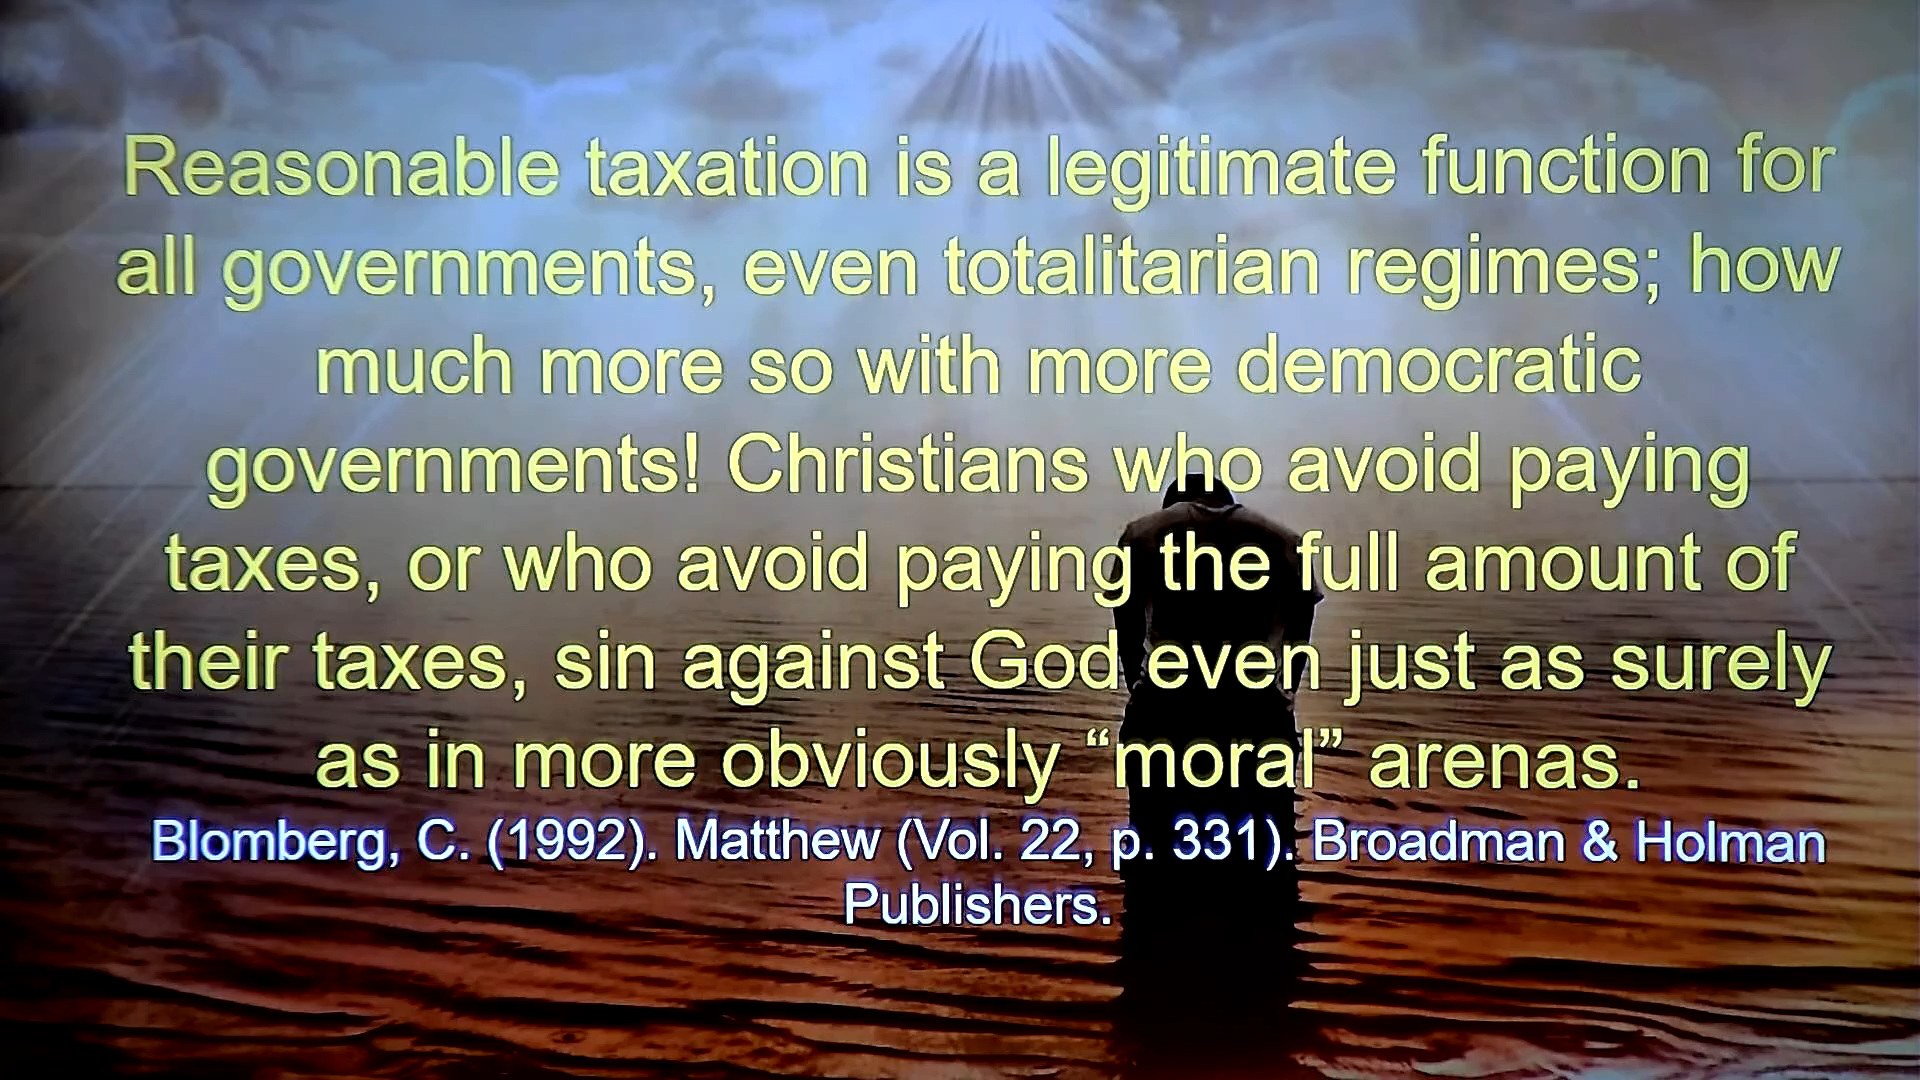 Reasonable taxation is a legitimate function for
all governments, even totalitarian regimes; how
much more so with more democratic
governments! Christians who avoid paying
taxes, or who avoid paying the full amount of
their taxes, sin against God even just as surely
as in more obviously “moral” arenas.
Blomberg, C. (1992). Matthew (Vol. 22, p. 331). Broadman & Holman
Publishers.